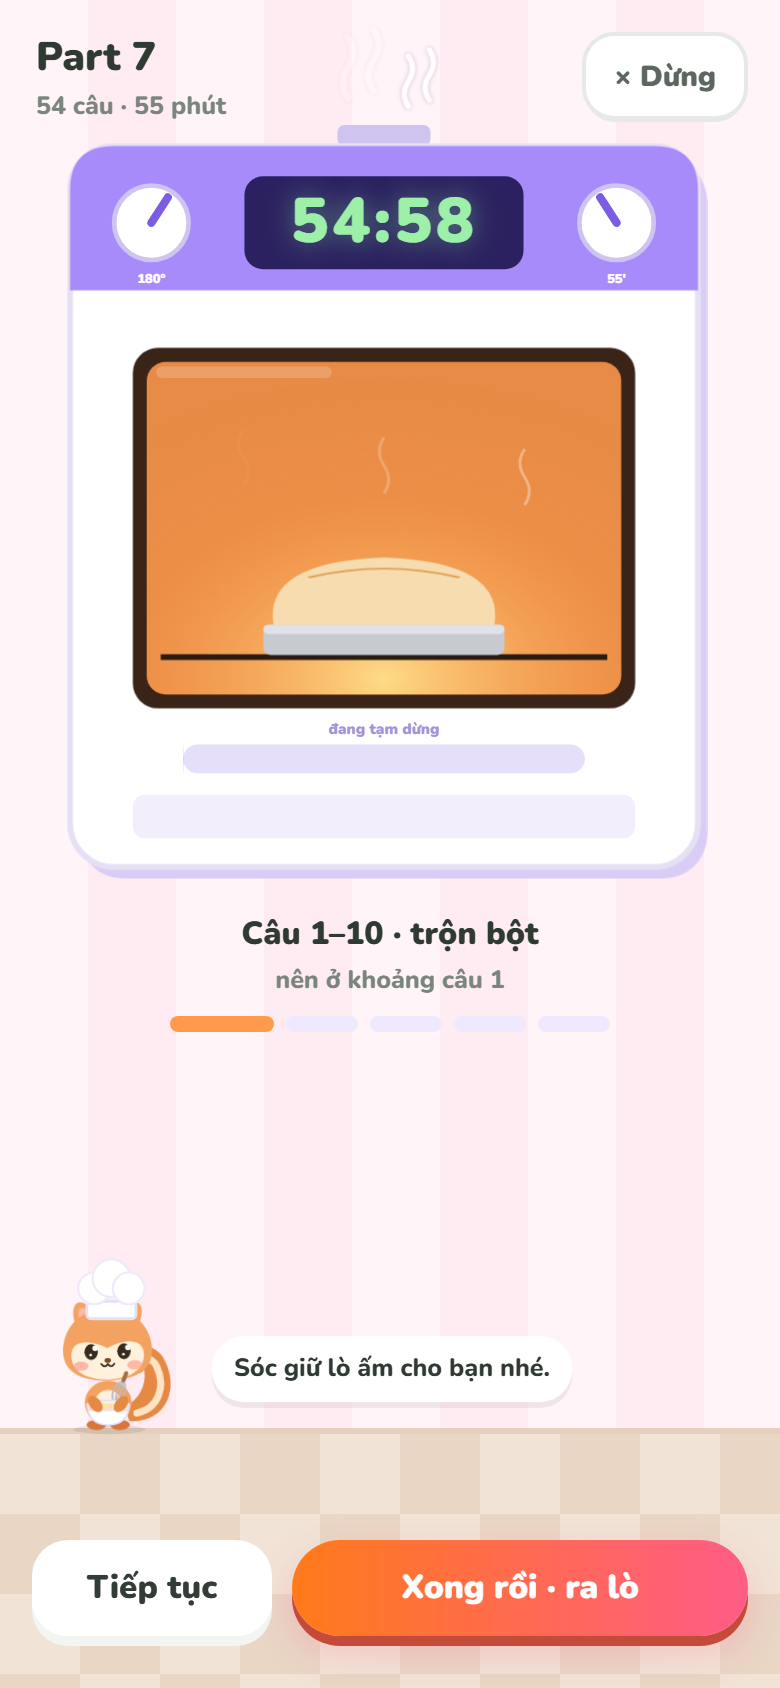 Part 7
54 câu · 55 phút
× Dừng
54:58
180°
55'
đang tạm dừng
Câu 1–10 · trộn bột
nên ở khoảng câu 1
Sóc giữ lò ấm cho bạn nhé.
Tiếp tục
Xong rồi · ra lò